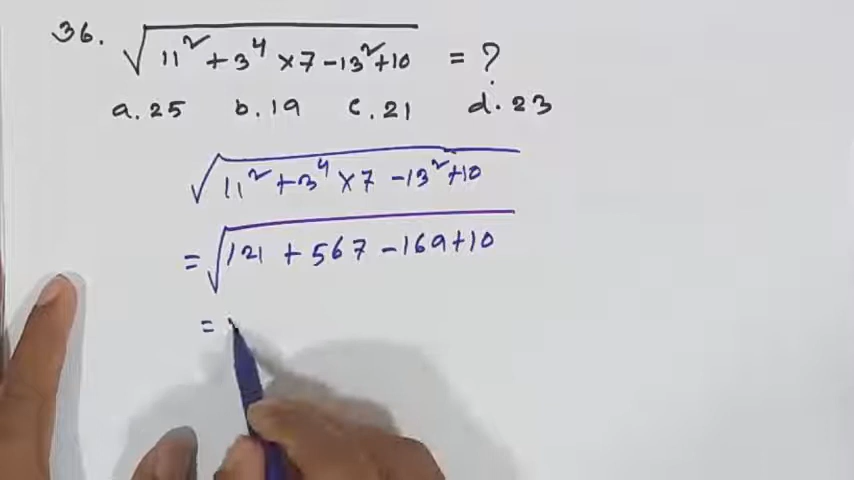 36. √11² + 3⁴ × 7 - 13² + 10 = ?
a. 25 b. 19 c. 21 d. 23
√11² + 3⁴ × 7 - 13² + 10
= √121 + 567 - 169 + 10
=